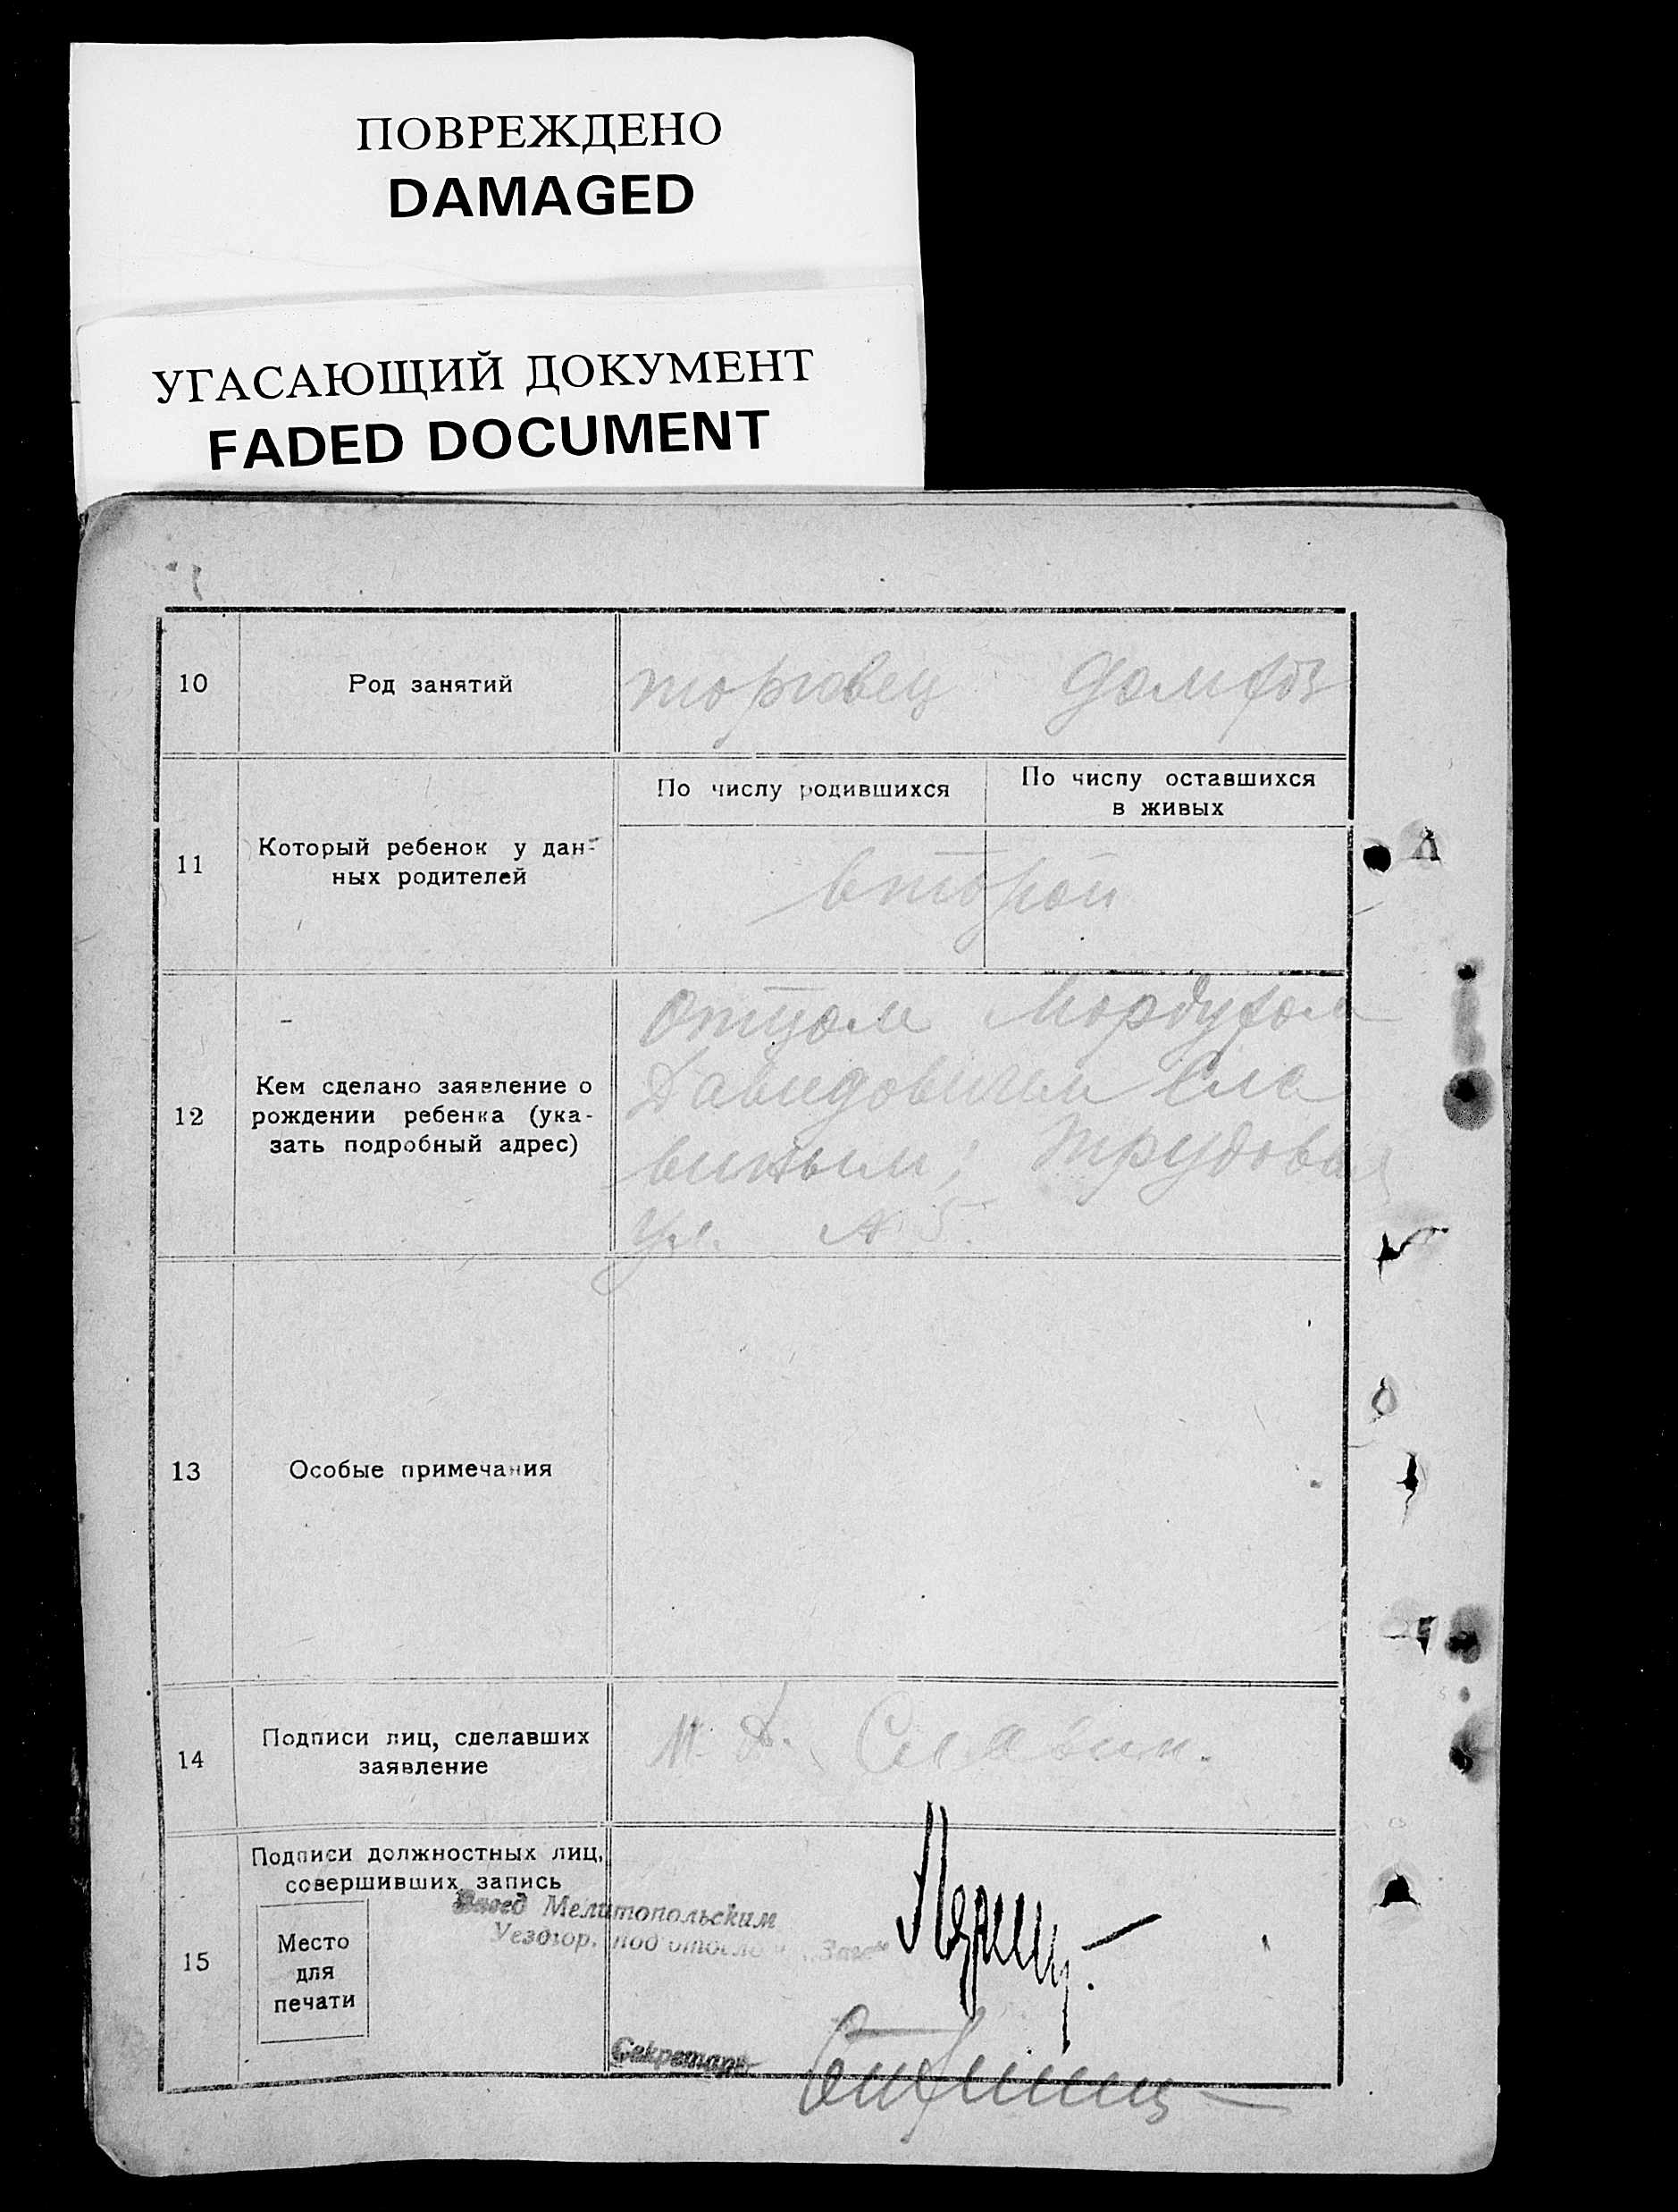 ПОВРЕЖДЕНО
DAMAGED
УГАСАЮЩИЙ ДОКУМЕНТ
FADED DOCUMENT
10 Род занятий торговец домхоз
11 Который ребенок у дан-
ных родителей
По числу родившихся
По числу оставшихся
в живых
второй
12 Кем сделано заявление о
рождении ребенка (ука-
зать подробный адрес)
отцом Мордухом
Давидовичем Сла
виным; Трудовая
ул. № 5.
13 Особые примечания
14 Подписи лиц, сделавших
заявление
М. Д. Славин.
15 Подписи должностных лиц,
совершивших запись
Место
для
печати
Мелитопольским
Уездгор.
Секретарь